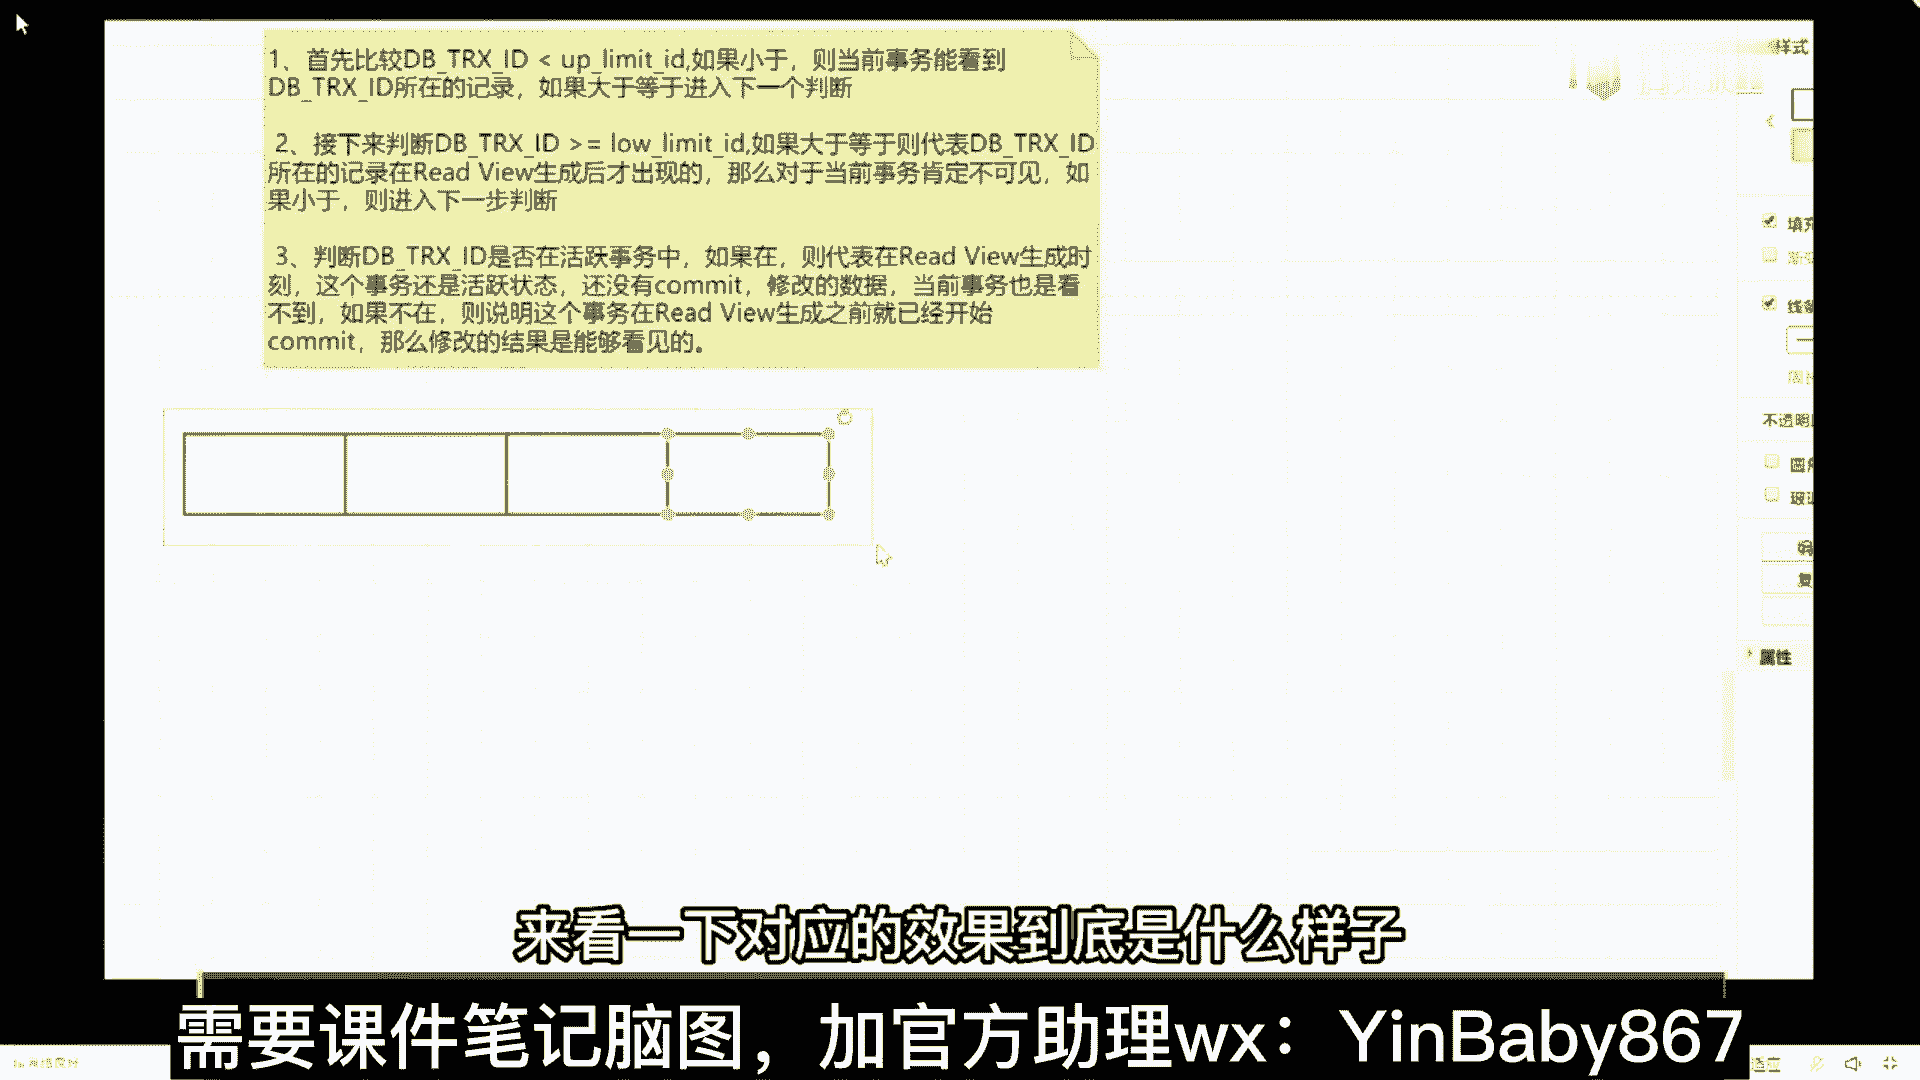 1、首先比较DB_TRX_ID < up_limit_id,如果小于，则当前事务能看到
DB_TRX_ID所在的记录，如果大于等于进入下一个判断
2、接下来判断DB_TRX_ID >= low_limit_id,如果大于等于则代表DB_TRX_ID
所在的记录在Read View生成后才出现的，那么对于当前事务肯定不可见，如
果小于，则进入下一步判断
3、判断DB_TRX_ID是否在活跃事务中，如果在，则代表在Read View生成时
刻，这个事务还是活跃状态，还没有commit，修改的数据，当前事务也是看
不到，如果不在，则说明这个事务在Read View生成之前就已经开始
commit，那么修改的结果是能够看见的。
样式
填充
线条
不透明
属性
来看一下对应的效果到底是什么样子
需要课件笔记脑图，加官方助理wx：YinBaby867